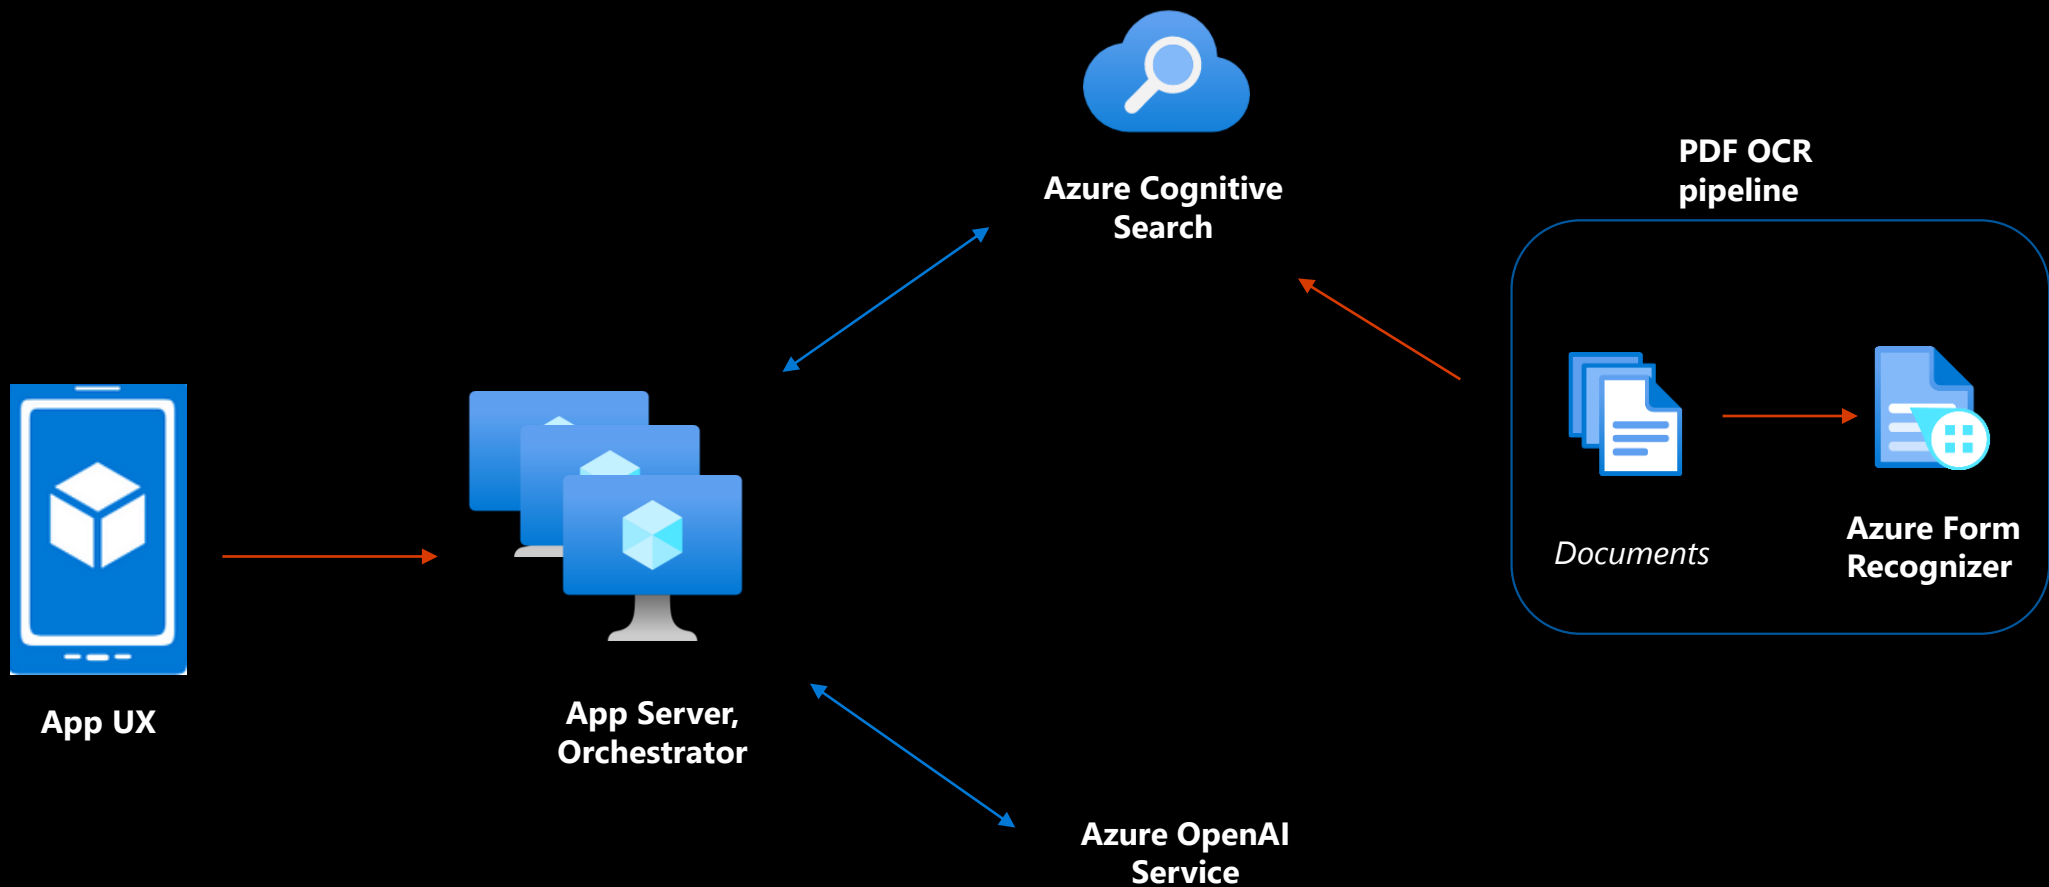 Azure Cognitive
Search
PDF OCR
pipeline
Documents
Azure Form
Recognizer
App UX
App Server,
Orchestrator
Azure OpenAI
Service